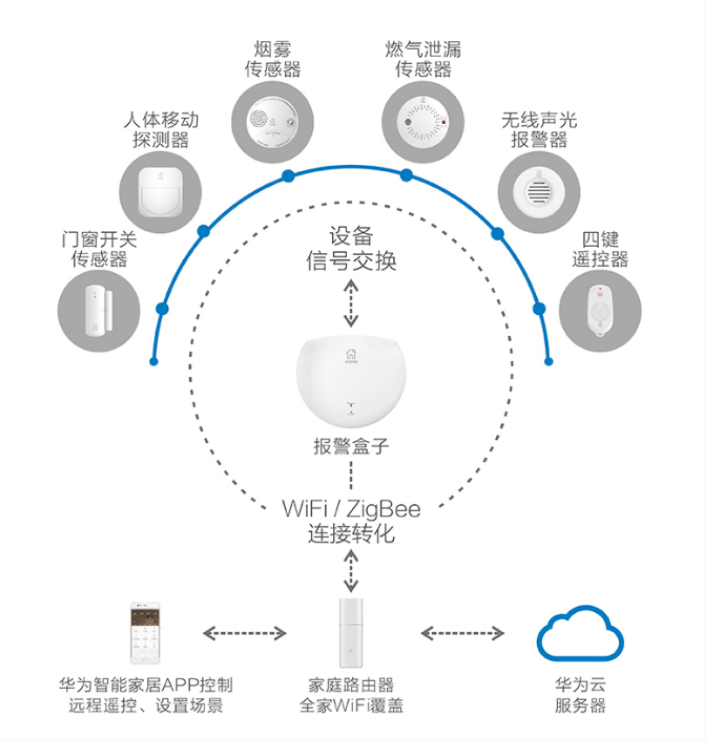 烟雾
传感器
燃气泄漏
传感器
人体移动
探测器
无线声光
报警器
门窗开关
传感器
四键
遥控器
设备
信号交换
报警盒子
WiFi / ZigBee
连接转化
华为智能家居APP控制
远程遥控、设置场景
家庭路由器
全家WiFi覆盖
华为云
服务器